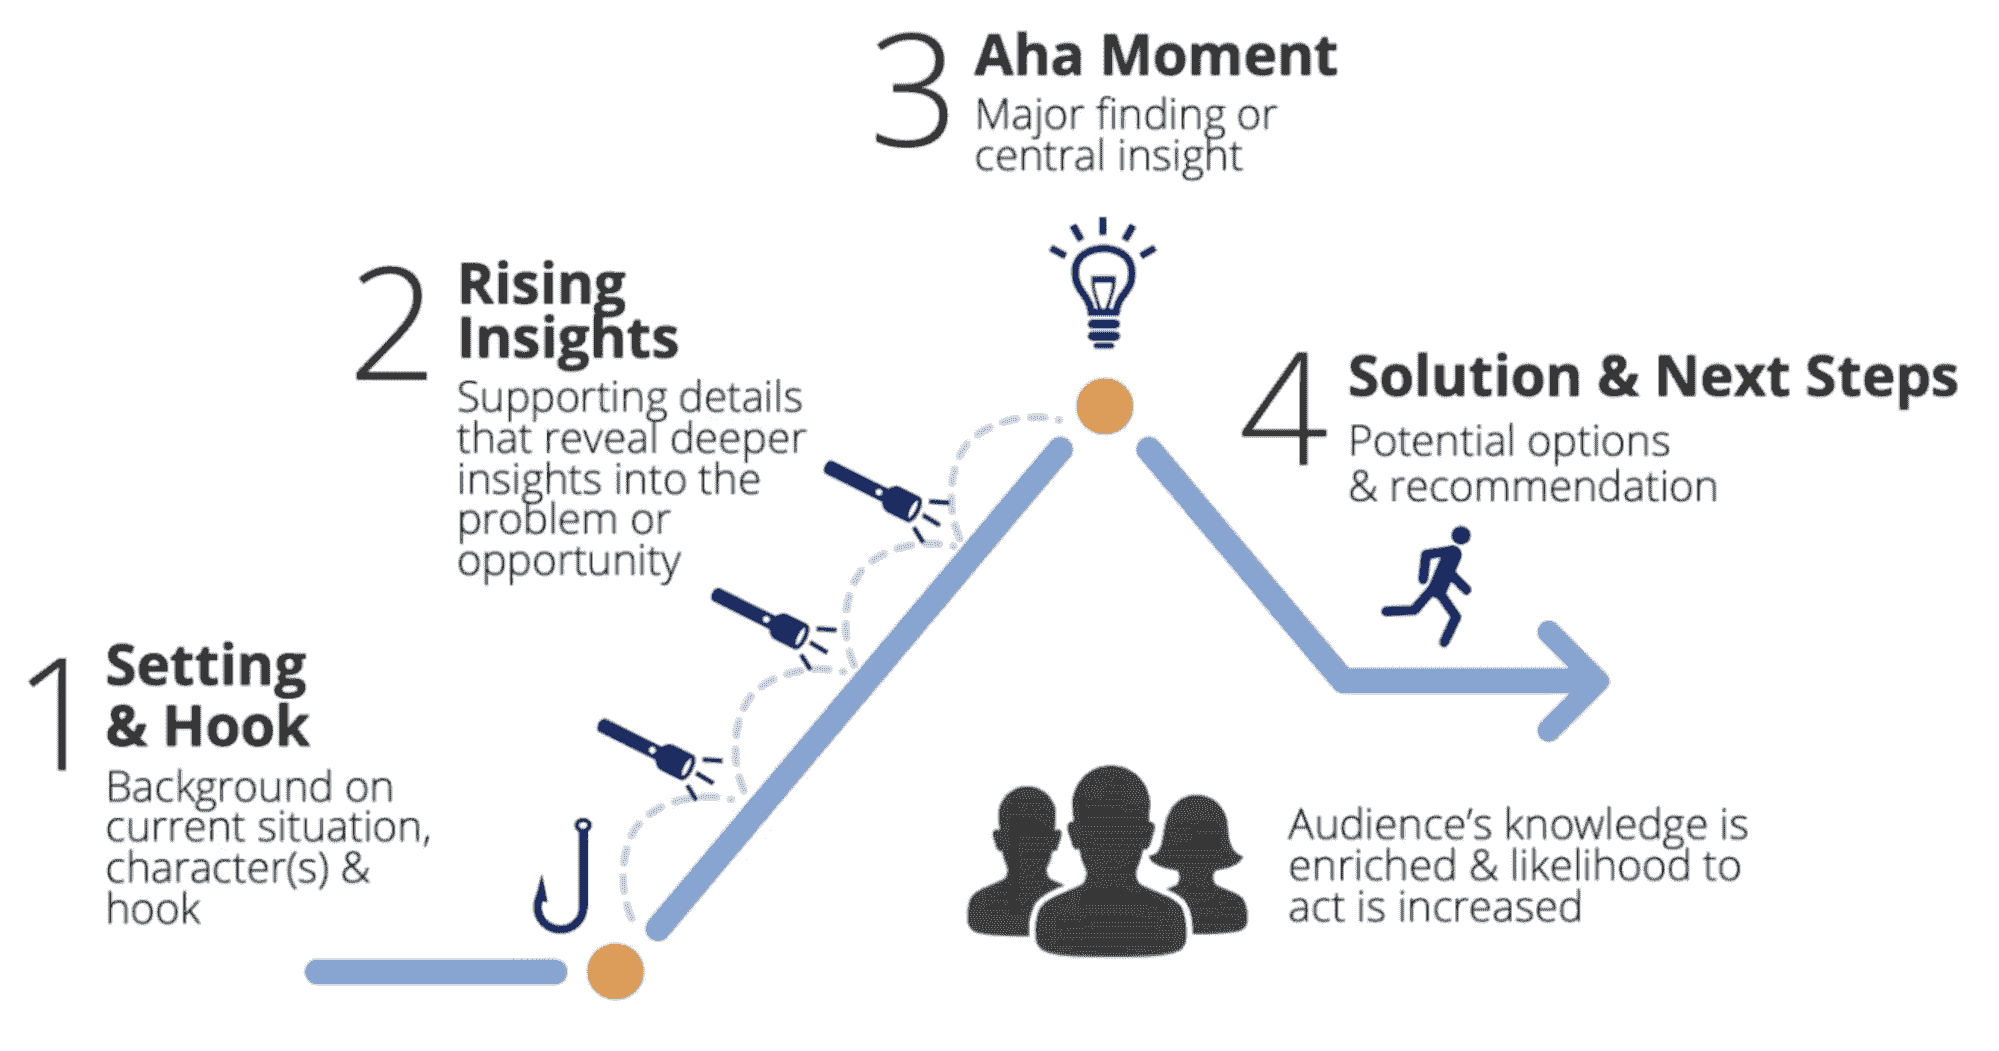 3
Aha Moment
Major finding or
central insight
2
Rising
Insights
Supporting details
that reveal deeper
insights into the
problem or
opportunity
4
Solution & Next Steps
Potential options
& recommendation
1
Setting
& Hook
Background on
current situation,
character(s) &
hook
Audience’s knowledge is
enriched & likelihood to
act is increased